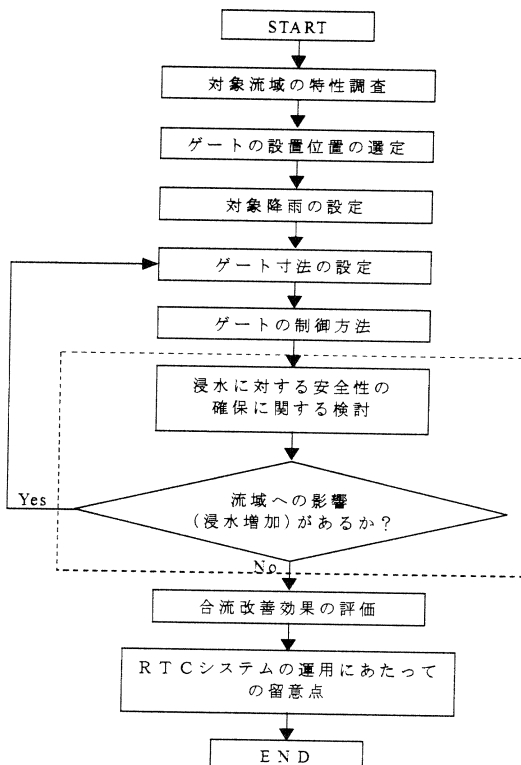 START
対象流域の特性調査
ゲートの設置位置の選定
対象降雨の設定
ゲート寸法の設定
ゲートの制御方法
浸水に対する安全性の
確保に関する検討
流域への影響
(浸水増加)があるか？
Yes
No
合流改善効果の評価
RTCシステムの運用にあたって
の留意点
END